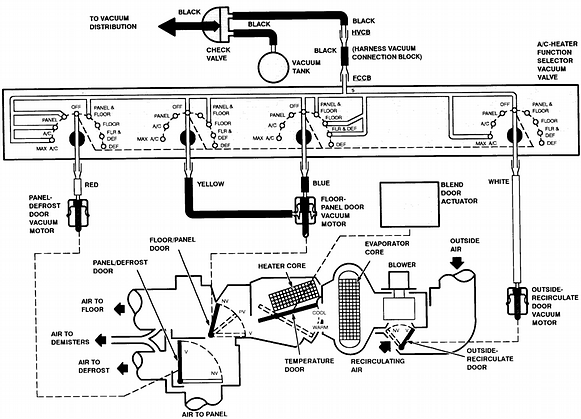 BLACK
BLACK
TO VACUUM
DISTRIBUTION
BLACK
HVCB
CHECK
VALVE
BLACK
(HARNESS VACUUM
CONNECTION BLOCK)
VACUUM
TANK
FCCB
A/C-HEATER
FUNCTION
SELECTOR
VACUUM
VALVE
S
OFF
PANEL &
FLOOR
PANEL
FLOOR
A/C
FLR &
DEF
MAX A/C
DEF
OFF
PANEL &
FLOOR
PANEL
FLOOR
A/C
FLR &
DEF
MAX A/C
DEF
OFF
PANEL &
FLOOR
PANEL
FLOOR
A/C
FLR & DEF
MAX A/C
DEF
OFF
PANEL &
FLOOR
PANEL
FLOOR
A/C
FLR &
DEF
MAX A/C
DEF
RED
YELLOW
BLUE
WHITE
PANEL-
DEFROST
DOOR
VACUUM
MOTOR
FLOOR-
PANEL DOOR
VACUUM
MOTOR
BLEND
DOOR
ACTUATOR
FLOOR/PANEL
DOOR
PANEL/DEFROST
DOOR
HEATER CORE
EVAPORATOR
CORE
BLOWER
OUTSIDE
AIR
OUTSIDE-
RECIRCULATE
DOOR
VACUUM
MOTOR
AIR TO
FLOOR
AIR TO
DEMISTERS
AIR TO
DEFROST
NV
PV
V
COOL
WARM
V
NV
NV
V
TEMPERATURE
DOOR
RECIRCULATING
AIR
OUTSIDE-
RECIRCULATE
DOOR
AIR TO PANEL